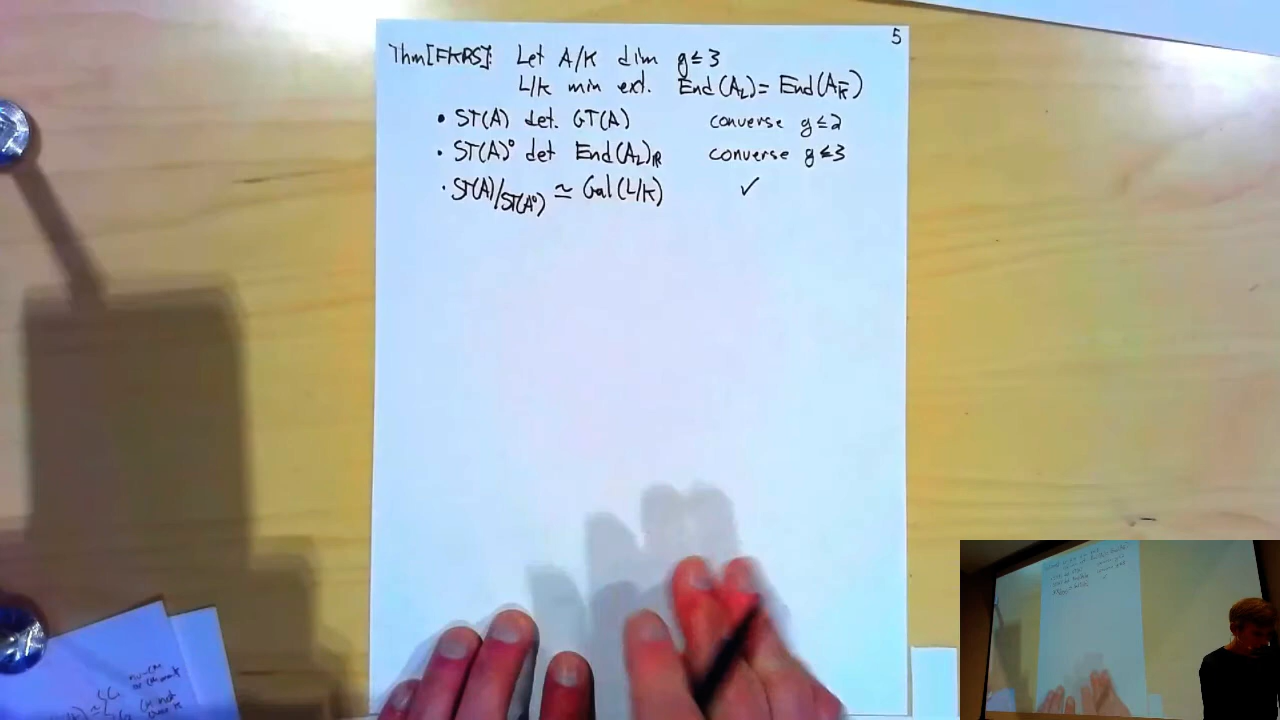 5
Thm[FKRS]: Let A/K dim g≤3
L/K min ext. End(A_L) = End(A_K̄)
• ST(A) det. GT(A) converse g≤2
• ST(A)° det End(A_L)_ℝ converse g≤3
• ST(A)/ST(A°) ≃ Gal(L/K) ✓